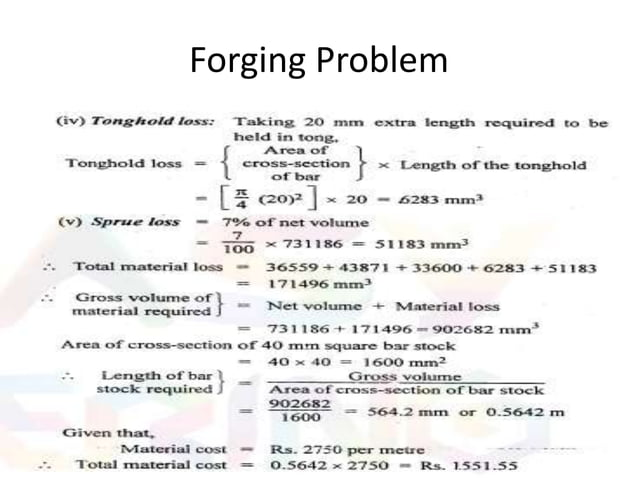 Forging Problem
(iv) Tonghold loss: Taking 20 mm extra length required to be
held in tong.
Tonghold loss = { Area of cross-section of bar } × Length of the tonghold
= [ π/4 (20)² ] × 20 = 6283 mm³
(v) Sprue loss = 7% of net volume
= 7/100 × 731186 = 51183 mm³
∴ Total material loss = 36559 + 43871 + 33600 + 6283 + 51183
= 171496 mm³
∴ Gross volume of material required } = Net volume + Material loss
= 731186 + 171496 = 902682 mm³
Area of cross-section of 40 mm square bar stock
= 40 × 40 = 1600 mm²
∴ Length of bar stock required } = Gross volume / Area of cross-section of bar stock
= 902682/1600 = 564.2 mm or 0.5642 m
Given that,
Material cost = Rs. 2750 per metre
∴ Total material cost = 0.5642 × 2750 = Rs. 1551.55